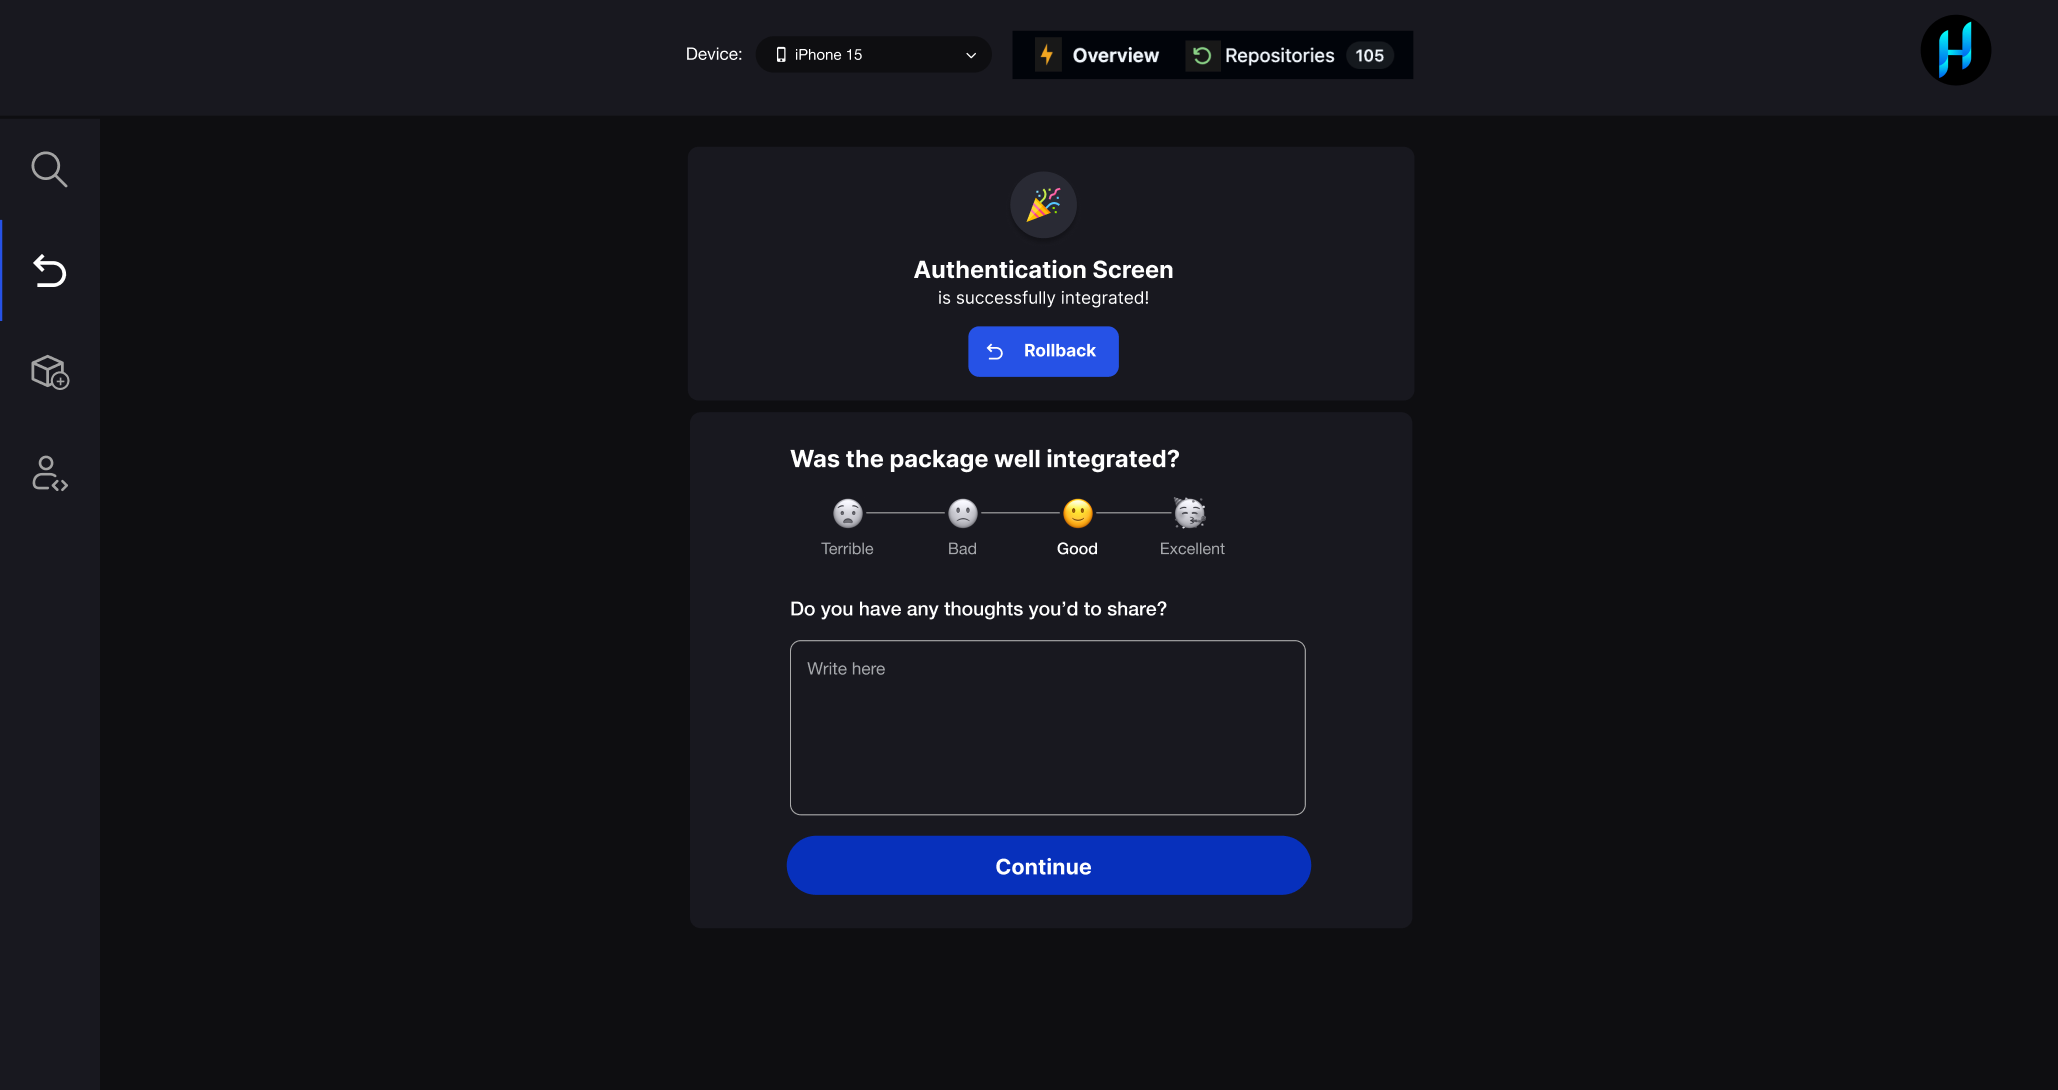 Device:
iPhone 15
Overview
Repositories
105
Authentication Screen
is successfully integrated!
Rollback
Was the package well integrated?
Terrible
Bad
Good
Excellent
Do you have any thoughts you’d to share?
Write here
Continue